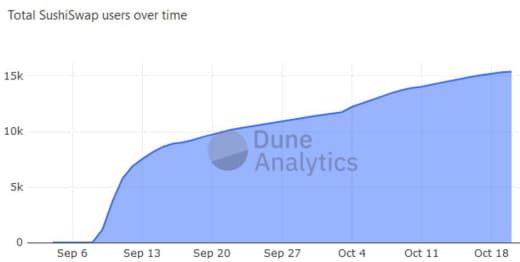 Total SushiSwap users over time
15k
10k
5k
0
Dune
Analytics
Sep 6 Sep 13 Sep 20 Sep 27 Oct 4 Oct 11 Oct 18